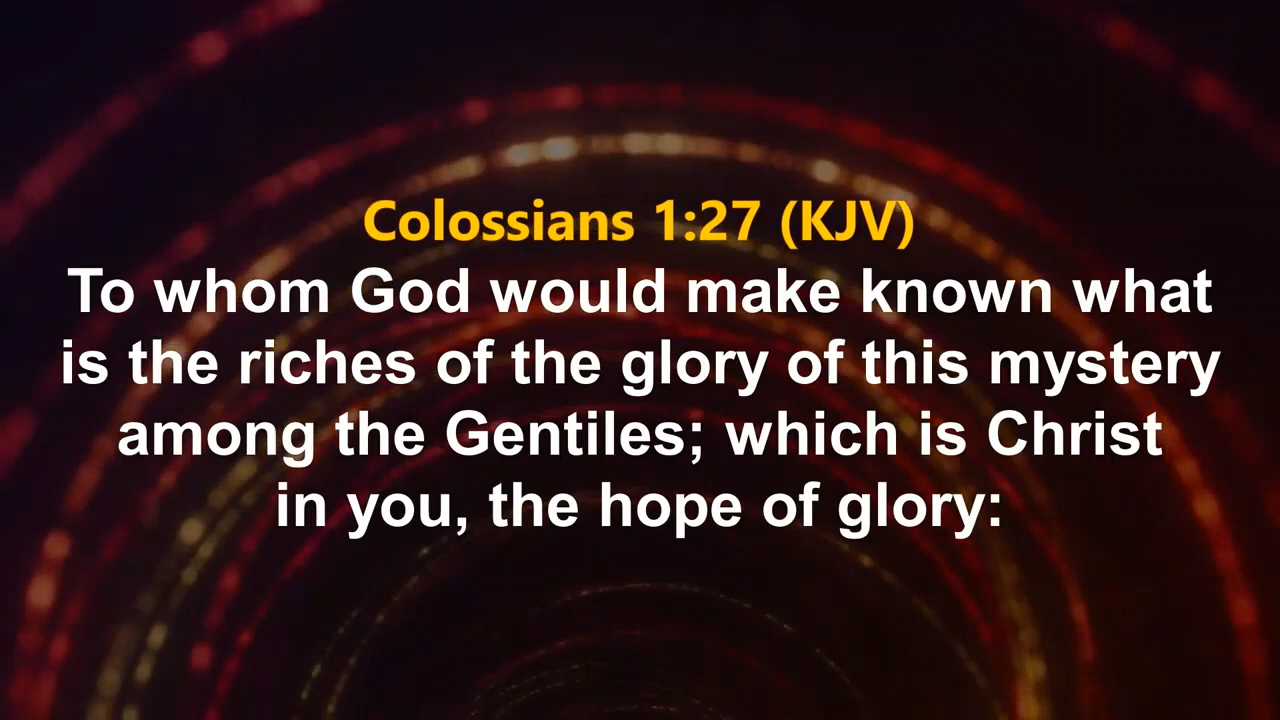 Colossians 1:27 (KJV)
To whom God would make known what
is the riches of the glory of this mystery
among the Gentiles; which is Christ
in you, the hope of glory: